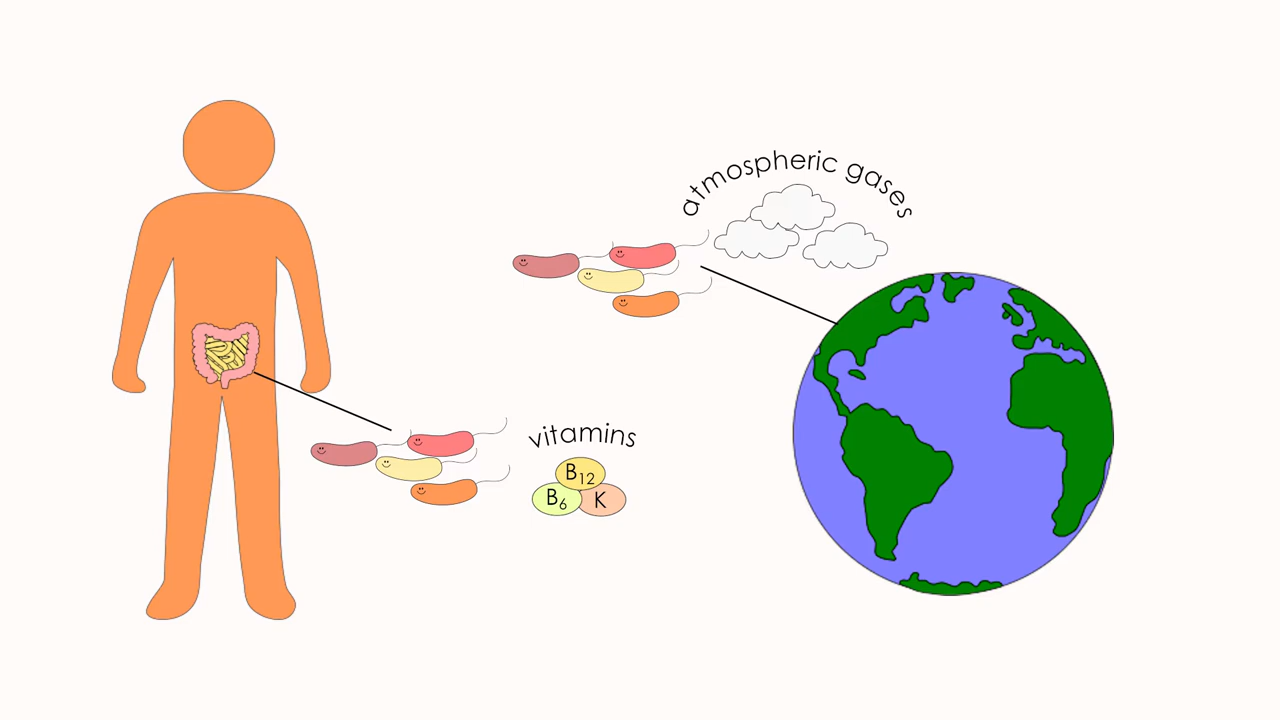 atmospheric gases
vitamins
B₁₂
B₆
K